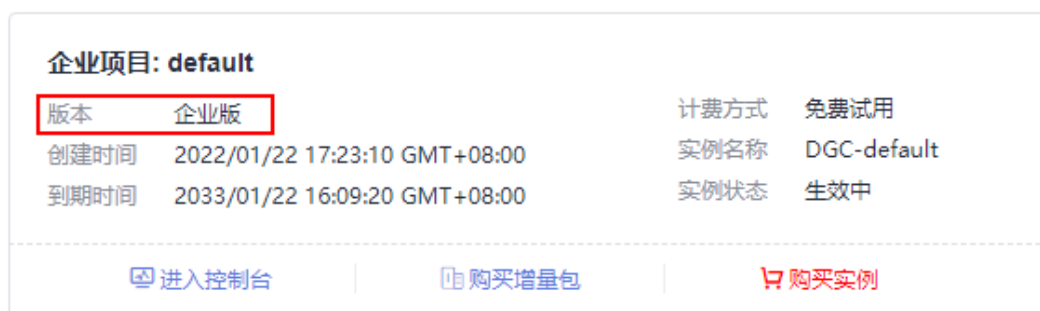 企业项目: default
版本 企业版
计费方式 免费试用
创建时间 2022/01/22 17:23:10 GMT+08:00
实例名称 DGC-default
到期时间 2033/01/22 16:09:20 GMT+08:00
实例状态 生效中
进入控制台 购买增量包 购买实例